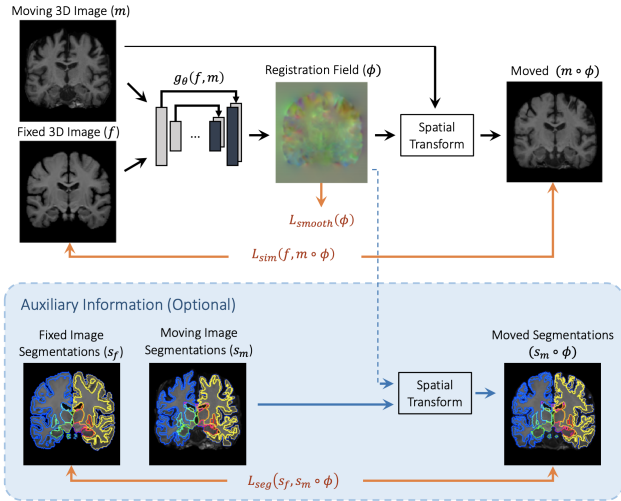 Moving 3D Image (m)
g_θ(f, m)
Registration Field (ϕ)
Moved (m ∘ ϕ)
Fixed 3D Image (f)
...
Spatial
Transform
L_smooth(ϕ)
L_sim(f, m ∘ ϕ)
Auxiliary Information (Optional)
Fixed Image
Segmentations (s_f)
Moving Image
Segmentations (s_m)
Moved Segmentations
(s_m ∘ ϕ)
Spatial
Transform
L_seg(s_f, s_m ∘ ϕ)